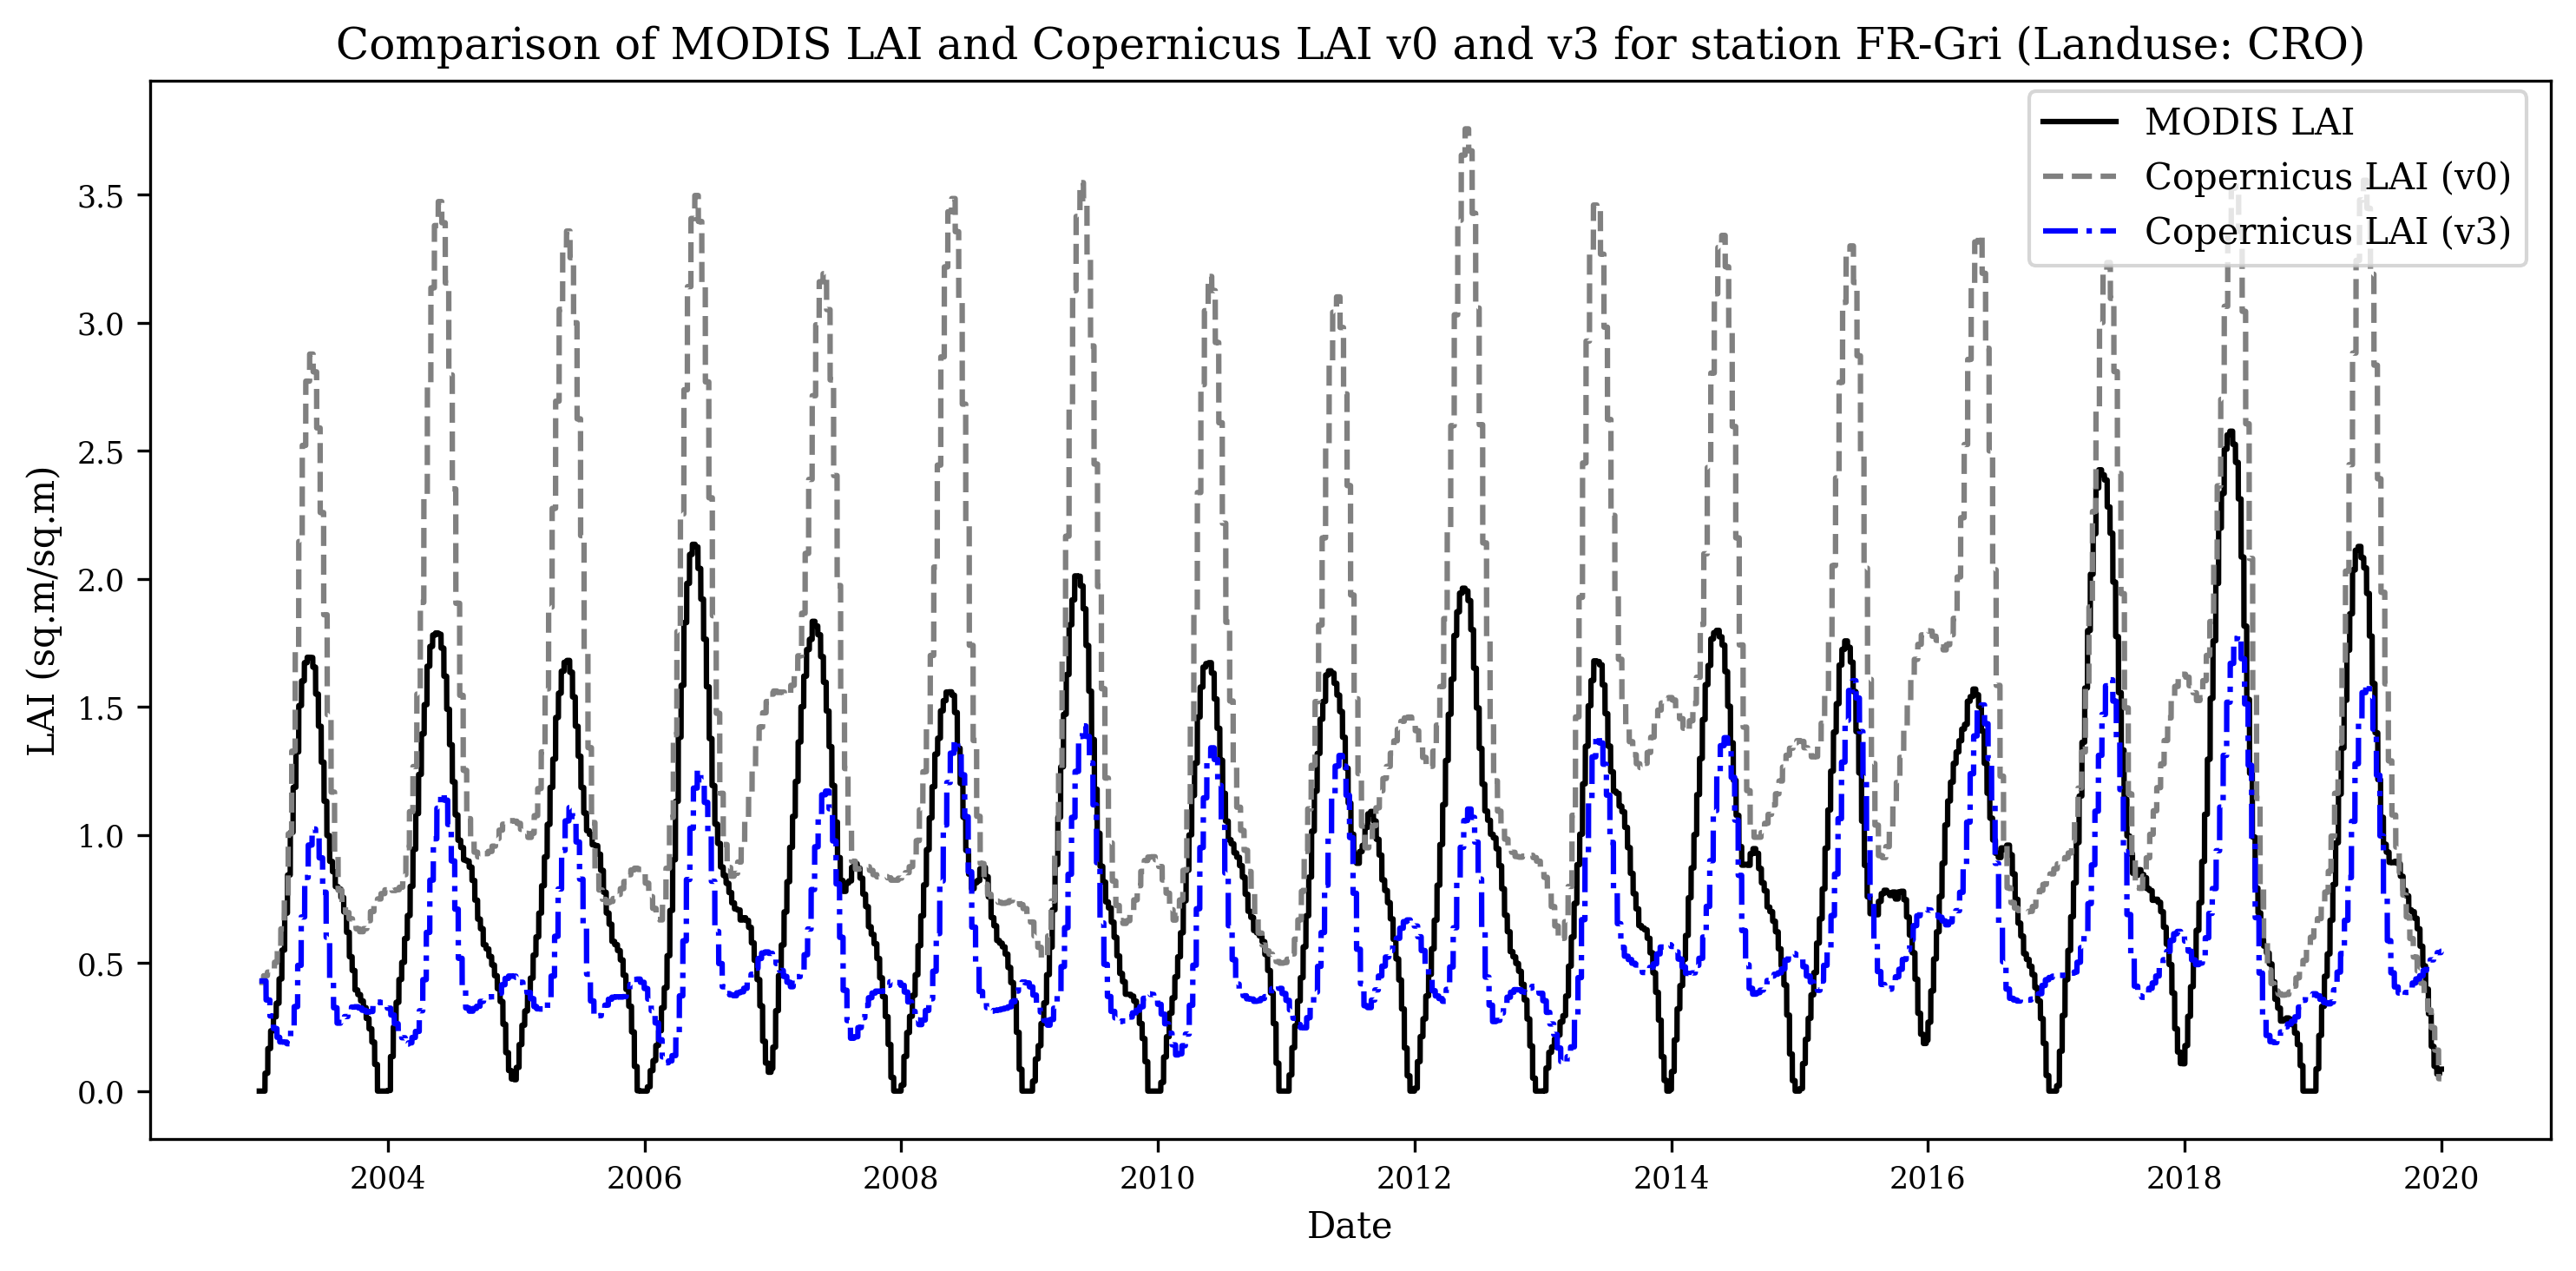 Comparison of MODIS LAI and Copernicus LAI v0 and v3 for station FR-Gri (Landuse: CRO)
MODIS LAI
Copernicus LAI (v0)
Copernicus LAI (v3)
LAI (sq.m/sq.m)
3.5
3.0
2.5
2.0
1.5
1.0
0.5
0.0
2004
2006
2008
2010
2012
2014
2016
2018
2020
Date